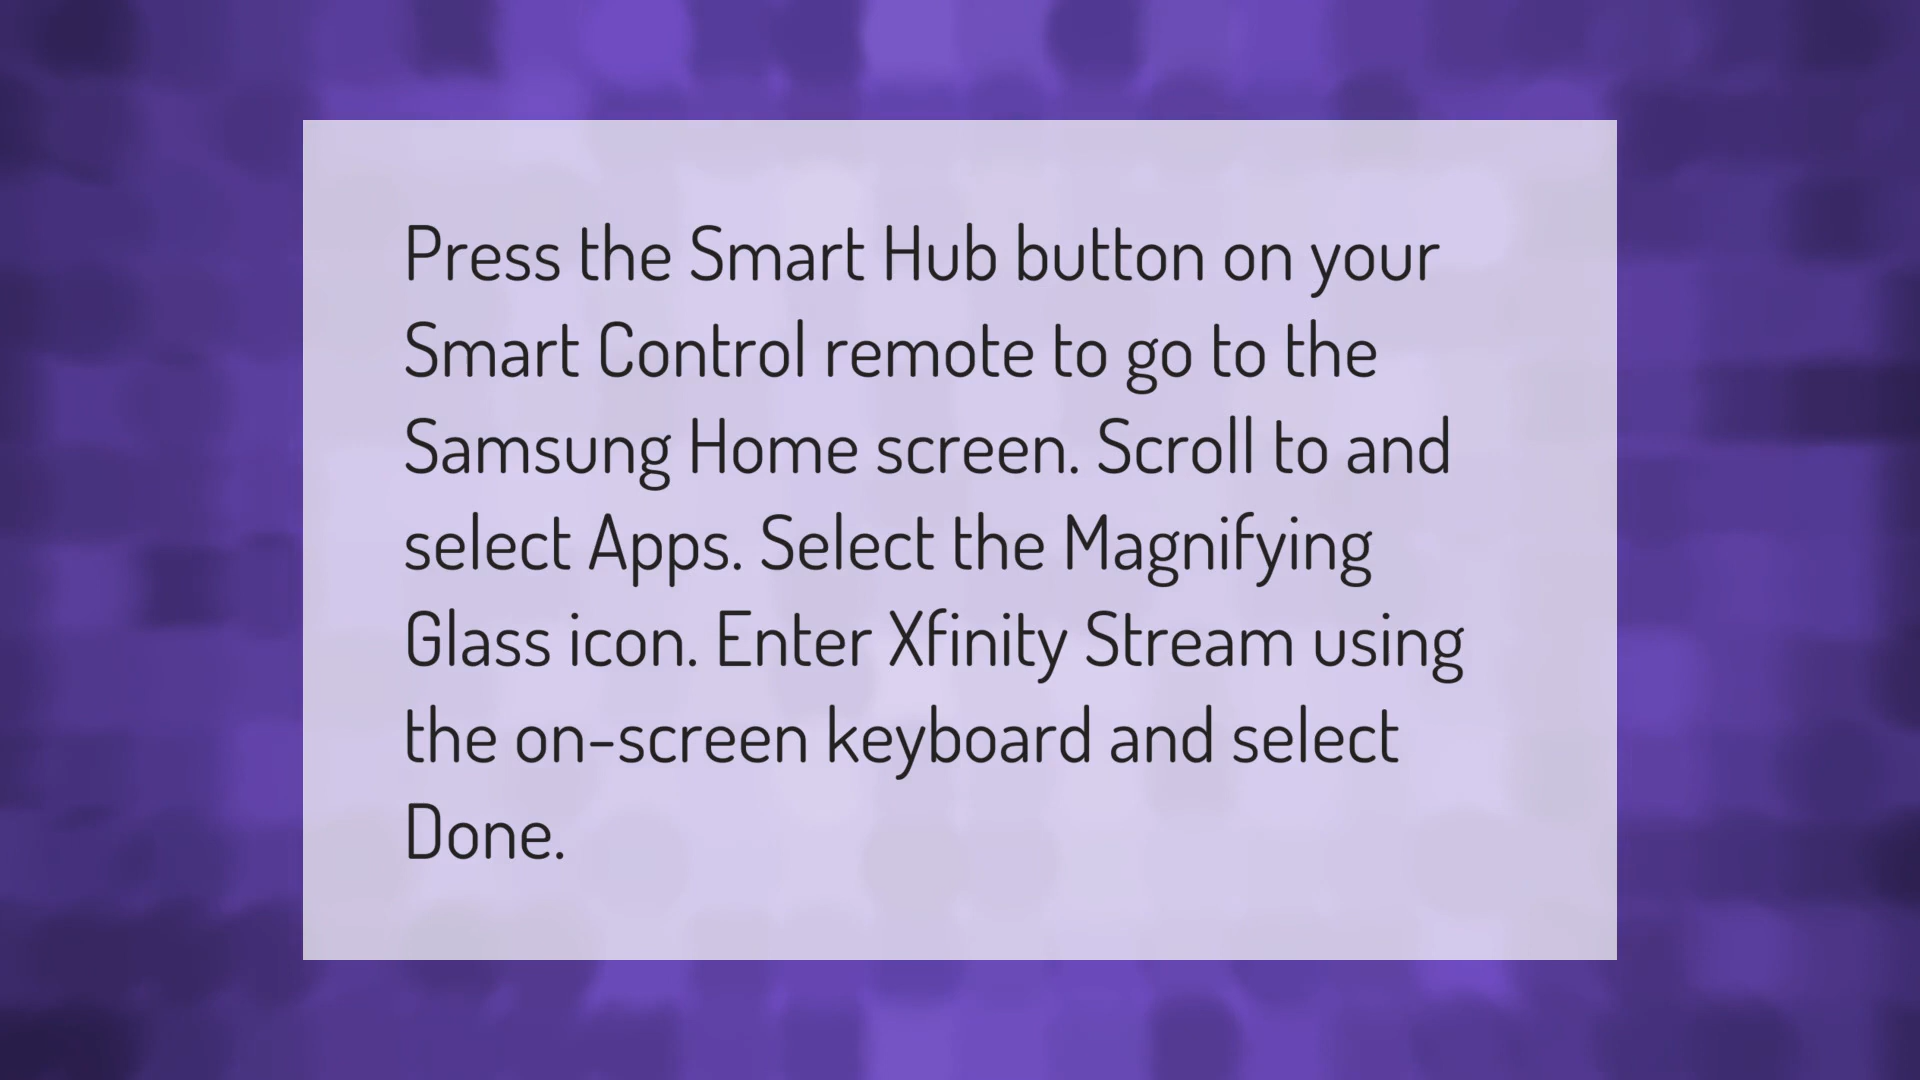 Press the Smart Hub button on your
Smart Control remote to go to the
Samsung Home screen. Scroll to and
select Apps. Select the Magnifying
Glass icon. Enter Xfinity Stream using
the on-screen keyboard and select
Done.